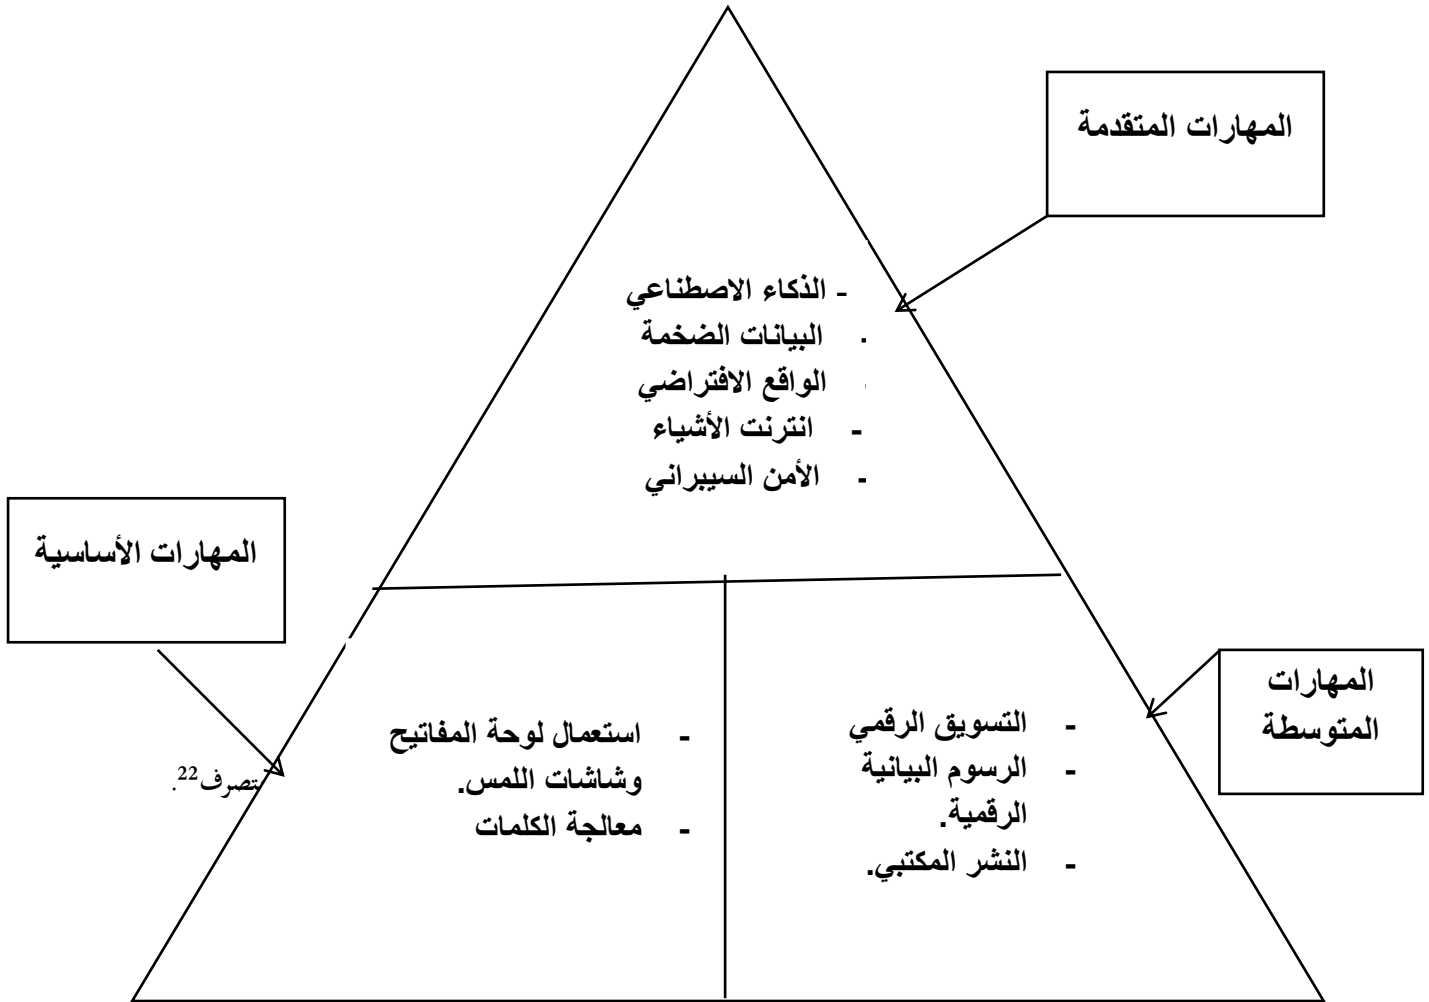 المهارات المتقدمة
- الذكاء الاصطناعي
- البيانات الضخمة
- الواقع الافتراضي
- انترنت الأشياء
- الأمن السيبراني
المهارات الأساسية
المهارات
المتوسطة
- التسويق الرقمي
- الرسوم البيانية
الرقمية.
- النشر المكتبي.
- استعمال لوحة المفاتيح
وشاشات اللمس.
- معالجة الكلمات
بتصرف22.